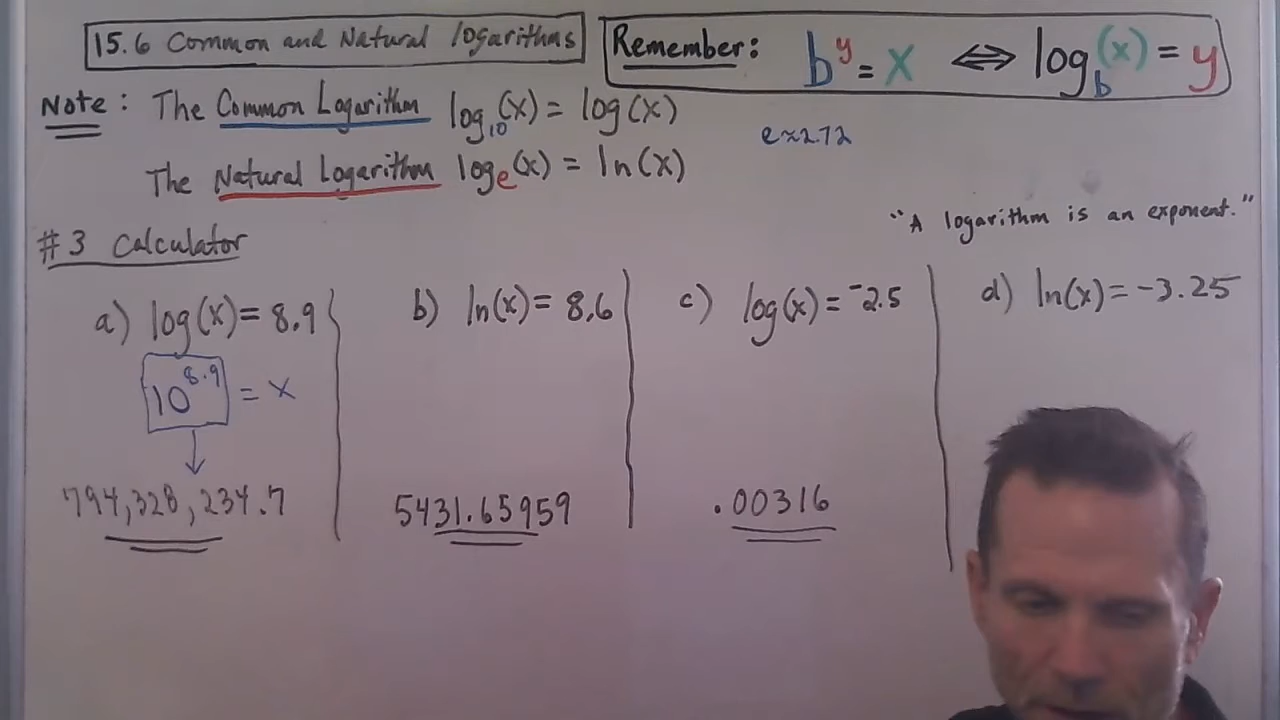 15.6 Common and Natural Logarithms
Remember: b^y = x ⟺ log_b(x) = y
Note: The Common Logarithm log_10(x) = log(x)
e≈2.72
The Natural Logarithm log_e(x) = ln(x)
"A logarithm is an exponent."
#3 Calculator
a) log(x) = 8.9
b) ln(x) = 8.6
c) log(x) = -2.5
d) ln(x) = -3.25
10^8.9 = x
794,328,234.7
5431.65959
.00316